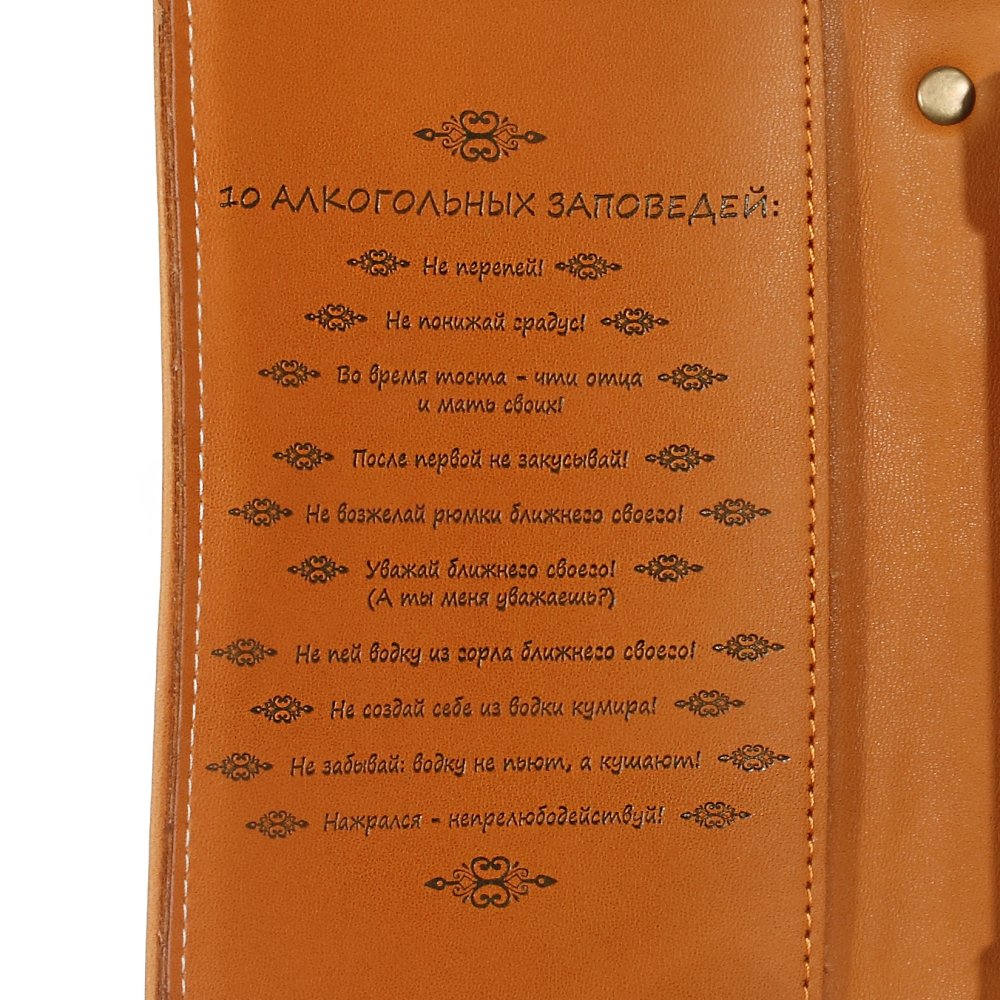 10 АЛКОГОЛЬНЫХ ЗАПОВЕДЕЙ:
Не перепей!
Не понижай градус!
Во время тоста - чти отца
и мать своих!
После первой не закусывай!
Не возжелай рюмки ближнего своего!
Уважай ближнего своего!
(А ты меня уважаешь?)
Не пей водку из горла ближнего своего!
Не создай себе из водки кумира!
Не забывай: водку не пьют, а кушают!
Нажрался - непрелюбодействуй!